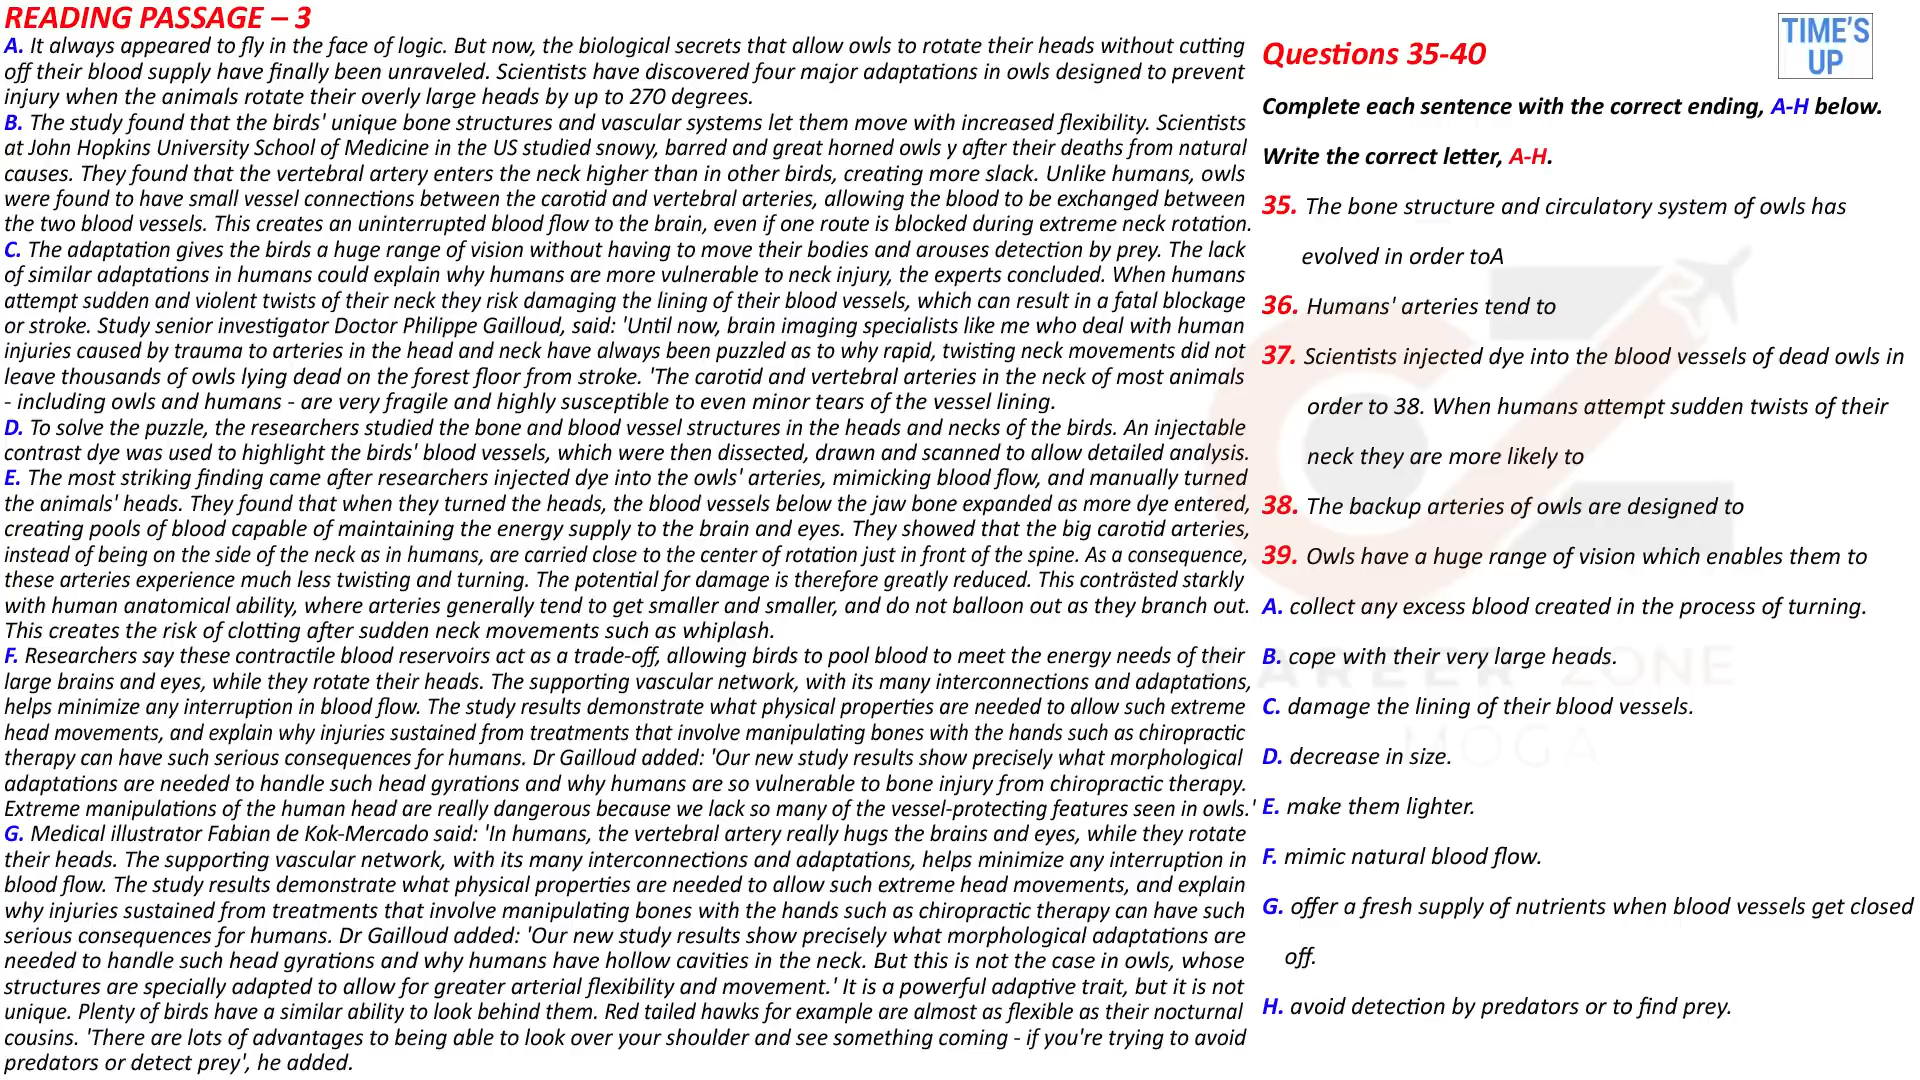 READING PASSAGE – 3
A. It always appeared to fly in the face of logic. But now, the biological secrets that allow owls to rotate their heads without cutting
off their blood supply have finally been unraveled. Scientists have discovered four major adaptations in owls designed to prevent
injury when the animals rotate their overly large heads by up to 270 degrees.
B. The study found that the birds' unique bone structures and vascular systems let them move with increased flexibility. Scientists
at John Hopkins University School of Medicine in the US studied snowy, barred and great horned owls y after their deaths from natural
causes. They found that the vertebral artery enters the neck higher than in other birds, creating more slack. Unlike humans, owls
were found to have small vessel connections between the carotid and vertebral arteries, allowing the blood to be exchanged between
the two blood vessels. This creates an uninterrupted blood flow to the brain, even if one route is blocked during extreme neck rotation.
C. The adaptation gives the birds a huge range of vision without having to move their bodies and arouses detection by prey. The lack
of similar adaptations in humans could explain why humans are more vulnerable to neck injury, the experts concluded. When humans
attempt sudden and violent twists of their neck they risk damaging the lining of their blood vessels, which can result in a fatal blockage
or stroke. Study senior investigator Doctor Philippe Gailloud, said: 'Until now, brain imaging specialists like me who deal with human
injuries caused by trauma to arteries in the head and neck have always been puzzled as to why rapid, twisting neck movements did not
leave thousands of owls lying dead on the forest floor from stroke. 'The carotid and vertebral arteries in the neck of most animals
- including owls and humans - are very fragile and highly susceptible to even minor tears of the vessel lining.
D. To solve the puzzle, the researchers studied the bone and blood vessel structures in the heads and necks of the birds. An injectable
contrast dye was used to highlight the birds' blood vessels, which were then dissected, drawn and scanned to allow detailed analysis.
E. The most striking finding came after researchers injected dye into the owls' arteries, mimicking blood flow, and manually turned
the animals' heads. They found that when they turned the heads, the blood vessels below the jaw bone expanded as more dye entered,
creating pools of blood capable of maintaining the energy supply to the brain and eyes. They showed that the big carotid arteries,
instead of being on the side of the neck as in humans, are carried close to the center of rotation just in front of the spine. As a consequence,
these arteries experience much less twisting and turning. The potential for damage is therefore greatly reduced. This conträsted starkly
with human anatomical ability, where arteries generally tend to get smaller and smaller, and do not balloon out as they branch out.
This creates the risk of clotting after sudden neck movements such as whiplash.
F. Researchers say these contractile blood reservoirs act as a trade-off, allowing birds to pool blood to meet the energy needs of their
large brains and eyes, while they rotate their heads. The supporting vascular network, with its many interconnections and adaptations,
helps minimize any interruption in blood flow. The study results demonstrate what physical properties are needed to allow such extreme
head movements, and explain why injuries sustained from treatments that involve manipulating bones with the hands such as chiropractic
therapy can have such serious consequences for humans. Dr Gailloud added: 'Our new study results show precisely what morphological
adaptations are needed to handle such head gyrations and why humans are so vulnerable to bone injury from chiropractic therapy.
Extreme manipulations of the human head are really dangerous because we lack so many of the vessel-protecting features seen in owls.'
G. Medical illustrator Fabian de Kok-Mercado said: 'In humans, the vertebral artery really hugs the brains and eyes, while they rotate
their heads. The supporting vascular network, with its many interconnections and adaptations, helps minimize any interruption in
blood flow. The study results demonstrate what physical properties are needed to allow such extreme head movements, and explain
why injuries sustained from treatments that involve manipulating bones with the hands such as chiropractic therapy can have such
serious consequences for humans. Dr Gailloud added: 'Our new study results show precisely what morphological adaptations are
needed to handle such head gyrations and why humans have hollow cavities in the neck. But this is not the case in owls, whose
structures are specially adapted to allow for greater arterial flexibility and movement.' It is a powerful adaptive trait, but it is not
unique. Plenty of birds have a similar ability to look behind them. Red tailed hawks for example are almost as flexible as their nocturnal
cousins. 'There are lots of advantages to being able to look over your shoulder and see something coming - if you're trying to avoid
predators or detect prey', he added.
TIME'S
UP
Questions 35-40
Complete each sentence with the correct ending, A-H below.
Write the correct letter, A-H.
35. The bone structure and circulatory system of owls has
evolved in order toA
36. Humans' arteries tend to
37. Scientists injected dye into the blood vessels of dead owls in
order to 38. When humans attempt sudden twists of their
neck they are more likely to
38. The backup arteries of owls are designed to
39. Owls have a huge range of vision which enables them to
A. collect any excess blood created in the process of turning.
B. cope with their very large heads.
C. damage the lining of their blood vessels.
D. decrease in size.
E. make them lighter.
F. mimic natural blood flow.
G. offer a fresh supply of nutrients when blood vessels get closed
off.
H. avoid detection by predators or to find prey.
CAREER ZONE
MOGA